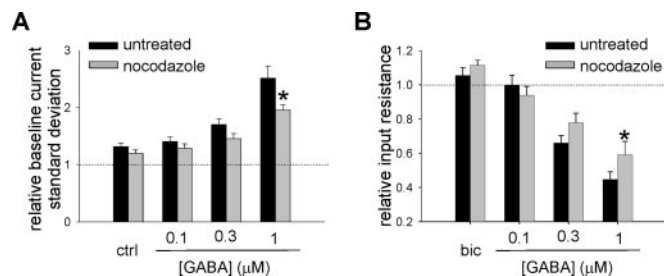 A
untreated
nocodazole
relative baseline current
standard deviation
3
2
1
0
*
ctrl
0.1
0.3
1
[GABA] (μM)
B
untreated
nocodazole
relative input resistance
1.2
1.0
0.8
0.6
0.4
0.2
*
bic
0.1
0.3
1
[GABA] (μM)